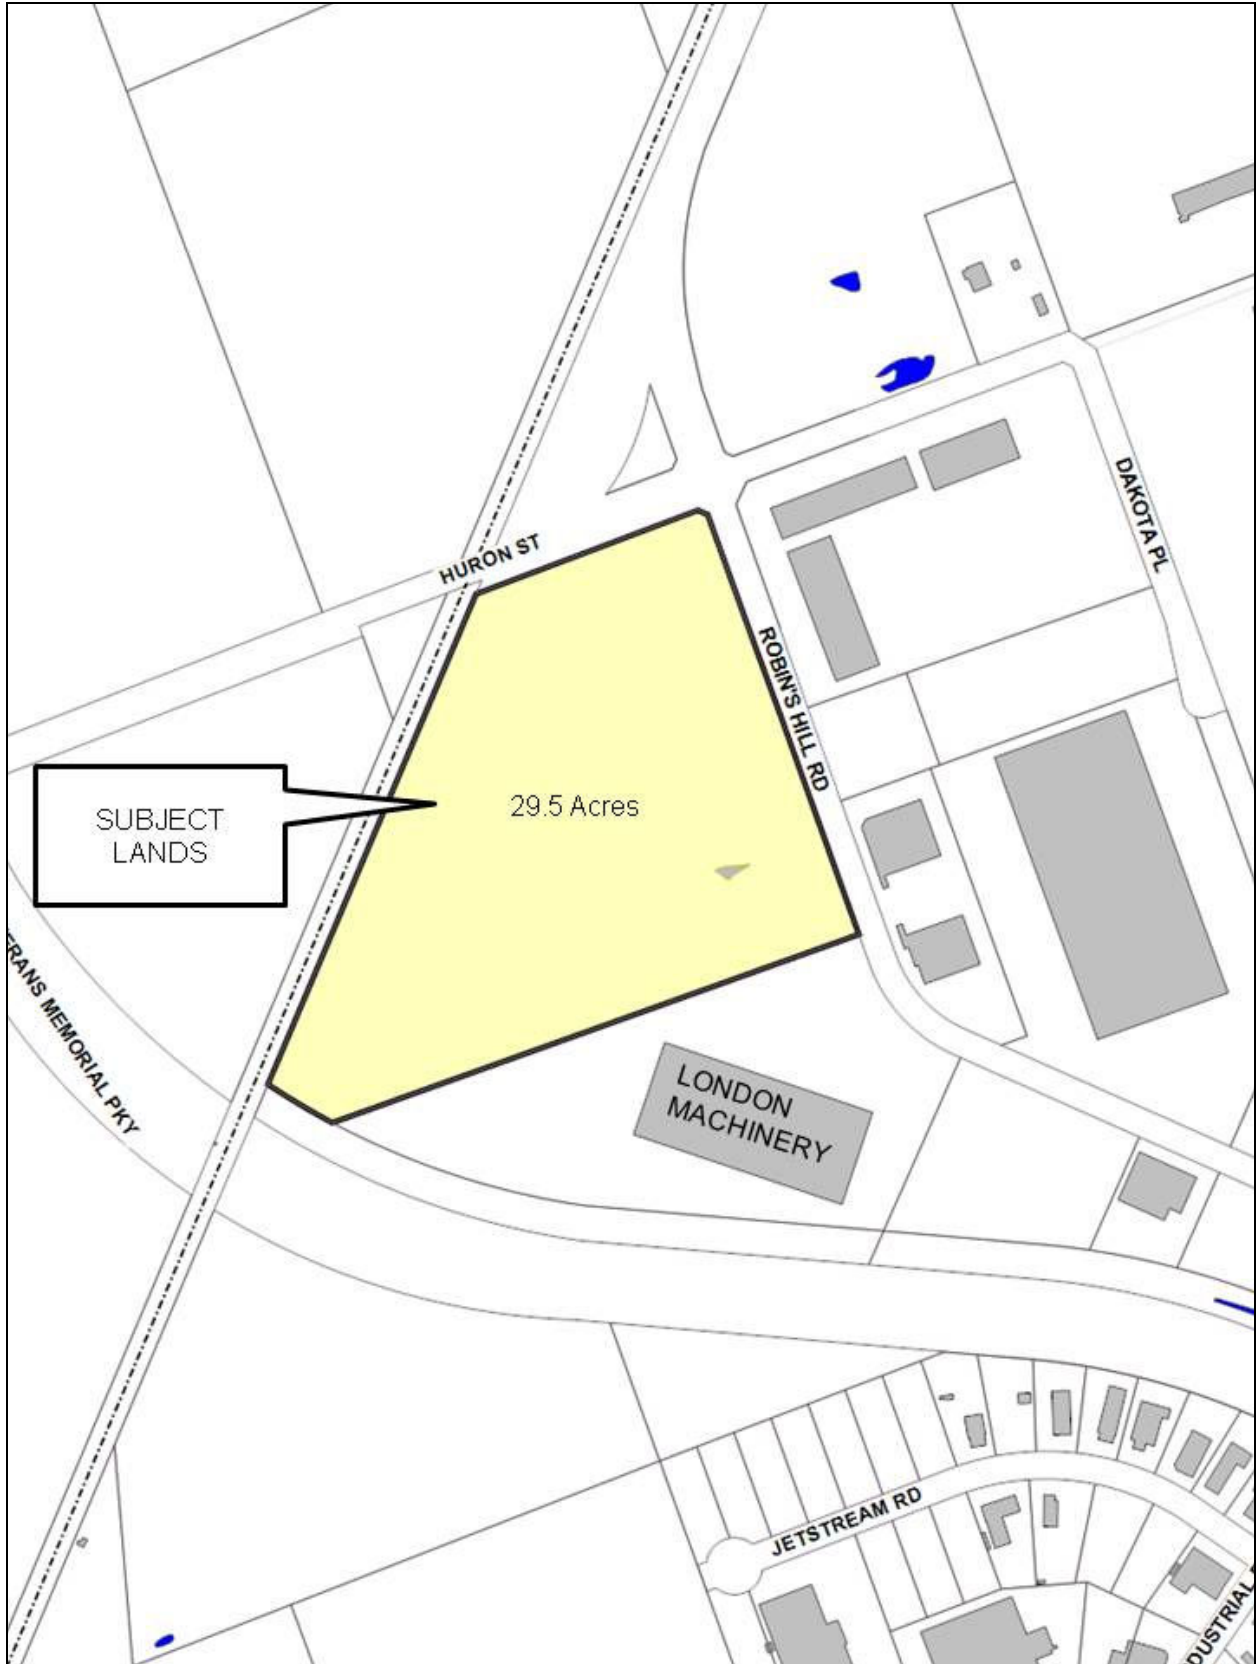 HURON ST
DAKOTA PL
ROBIN'S HILL RD
SUBJECT
LANDS
29.5 Acres
ERANS MEMORIAL PKY
LONDON
MACHINERY
JETSTREAM RD
DUSTRIAL